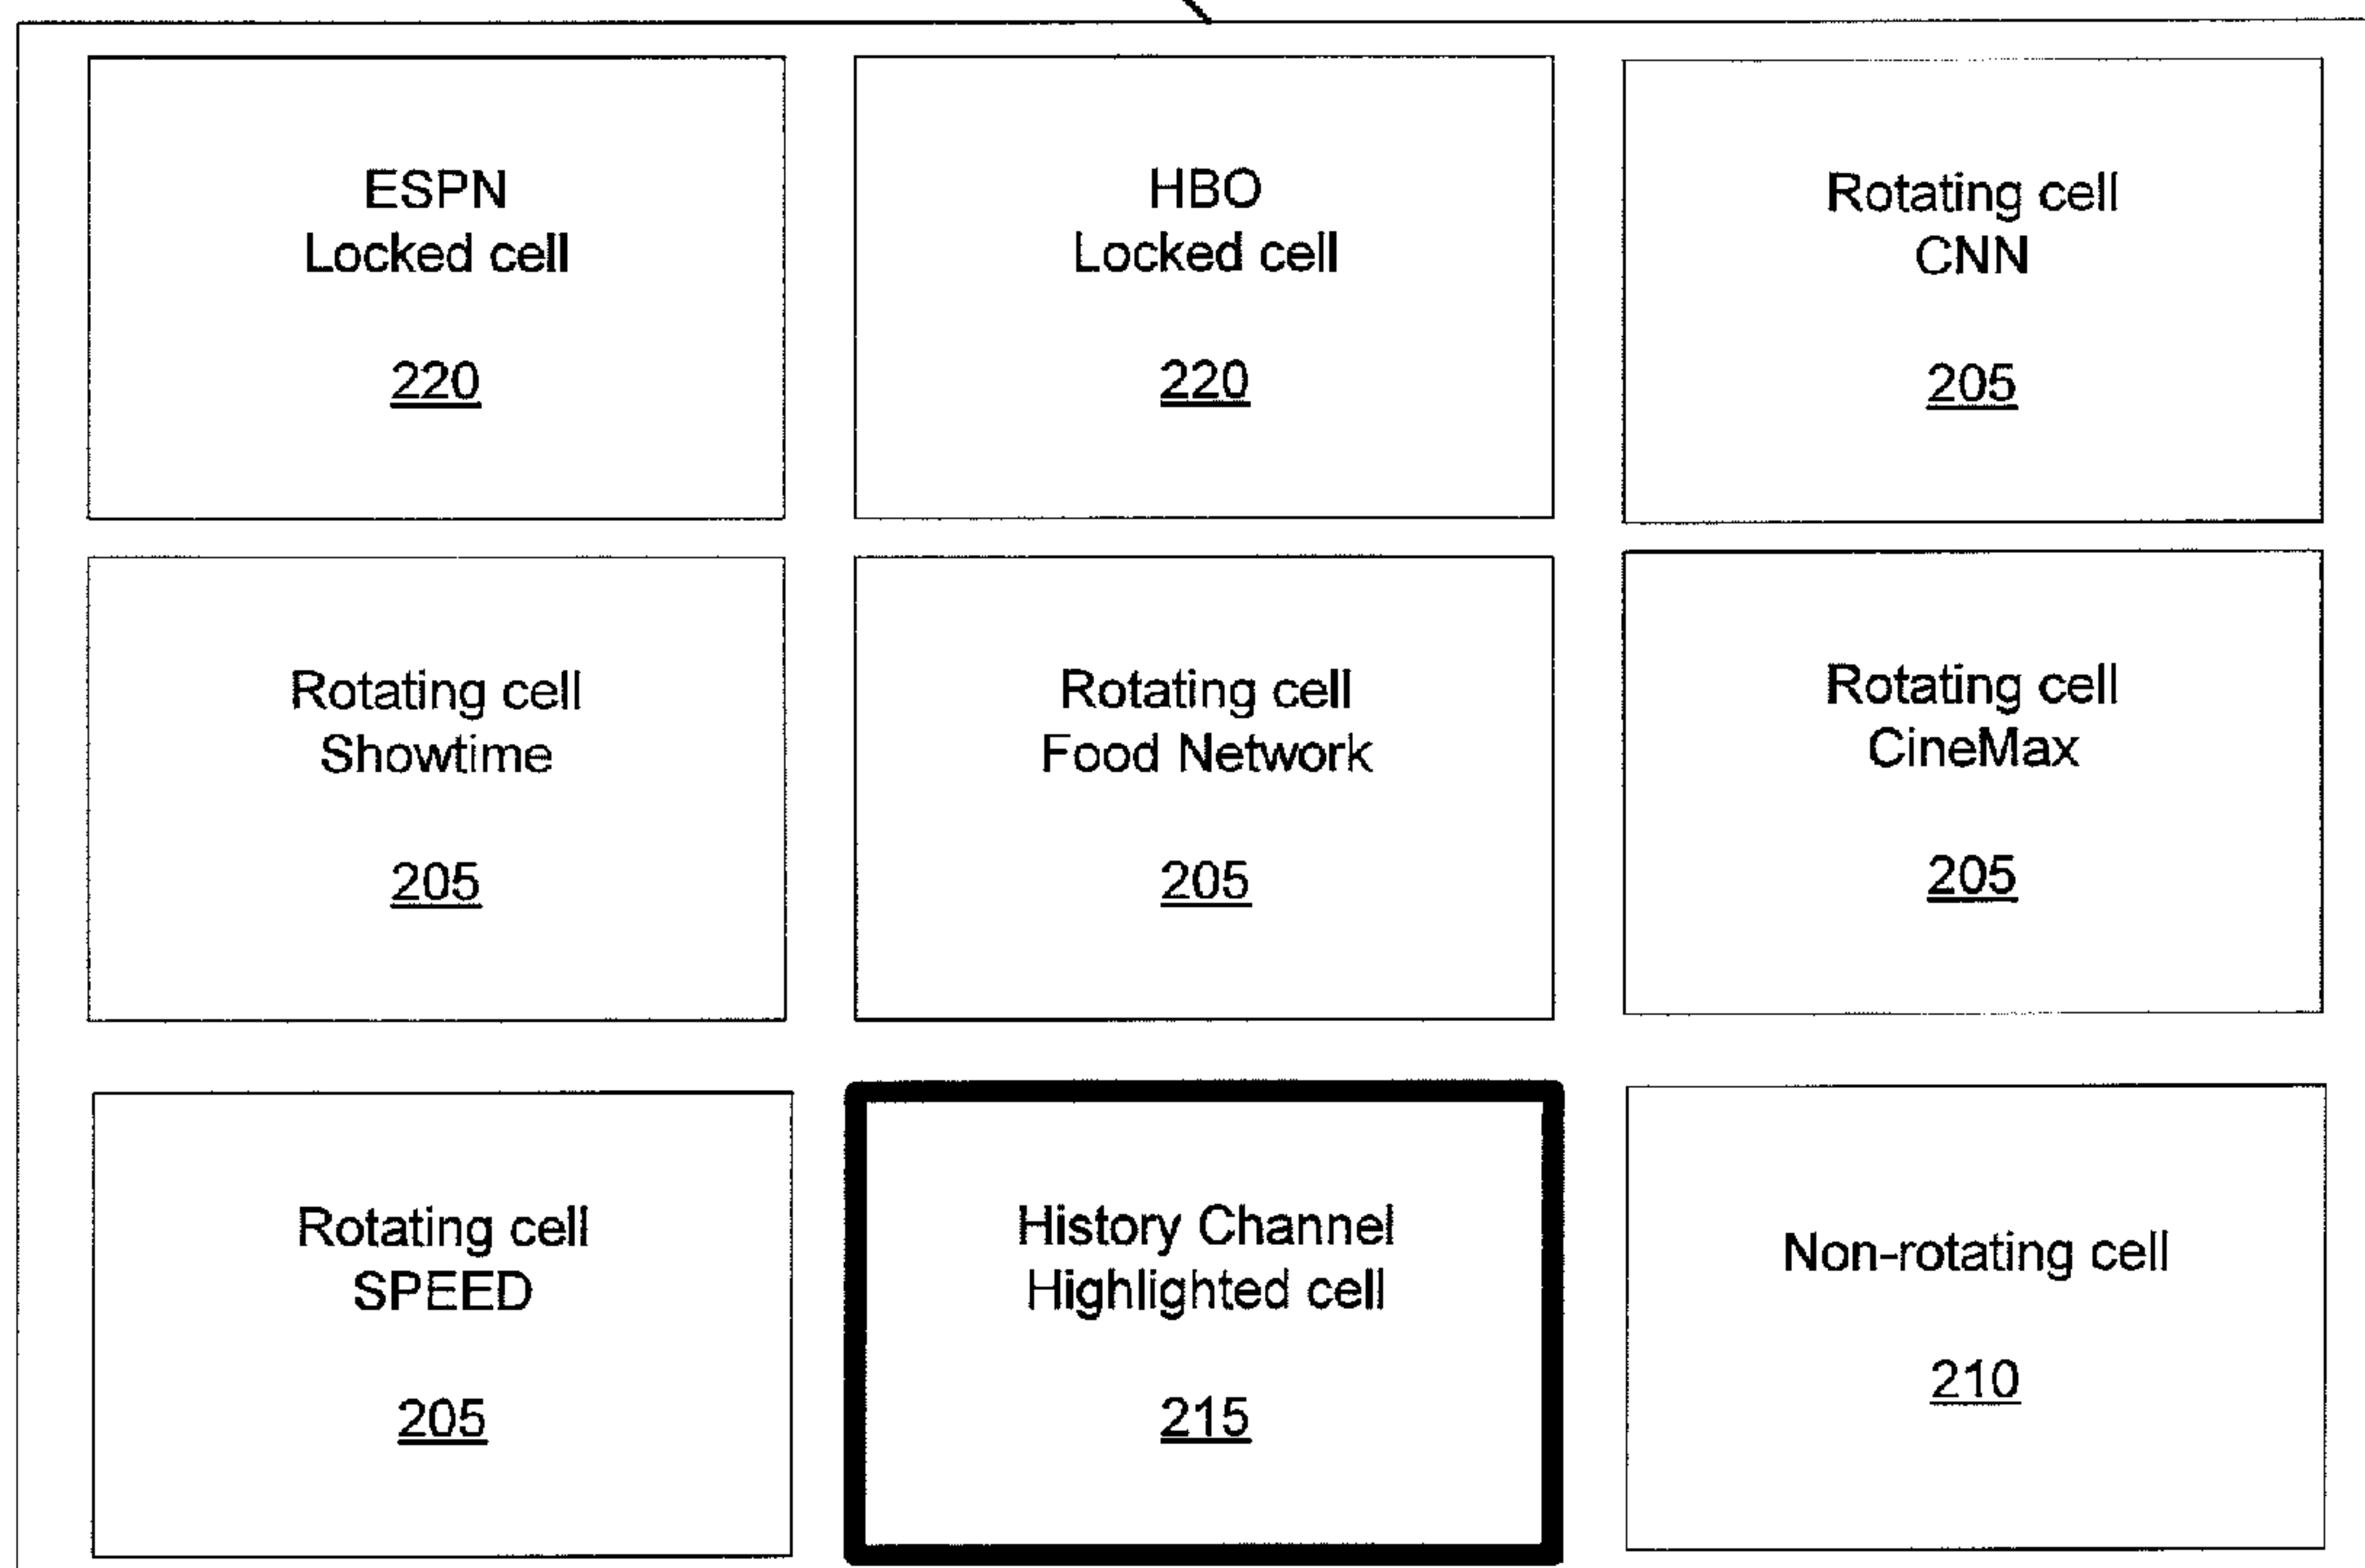 ESPN
Locked cell
220
HBO
Locked cell
220
Rotating cell
CNN
205
Rotating cell
Showtime
205
Rotating cell
Food Network
205
Rotating cell
CineMax
205
Rotating cell
SPEED
205
History Channel
Highlighted cell
215
Non-rotating cell
210